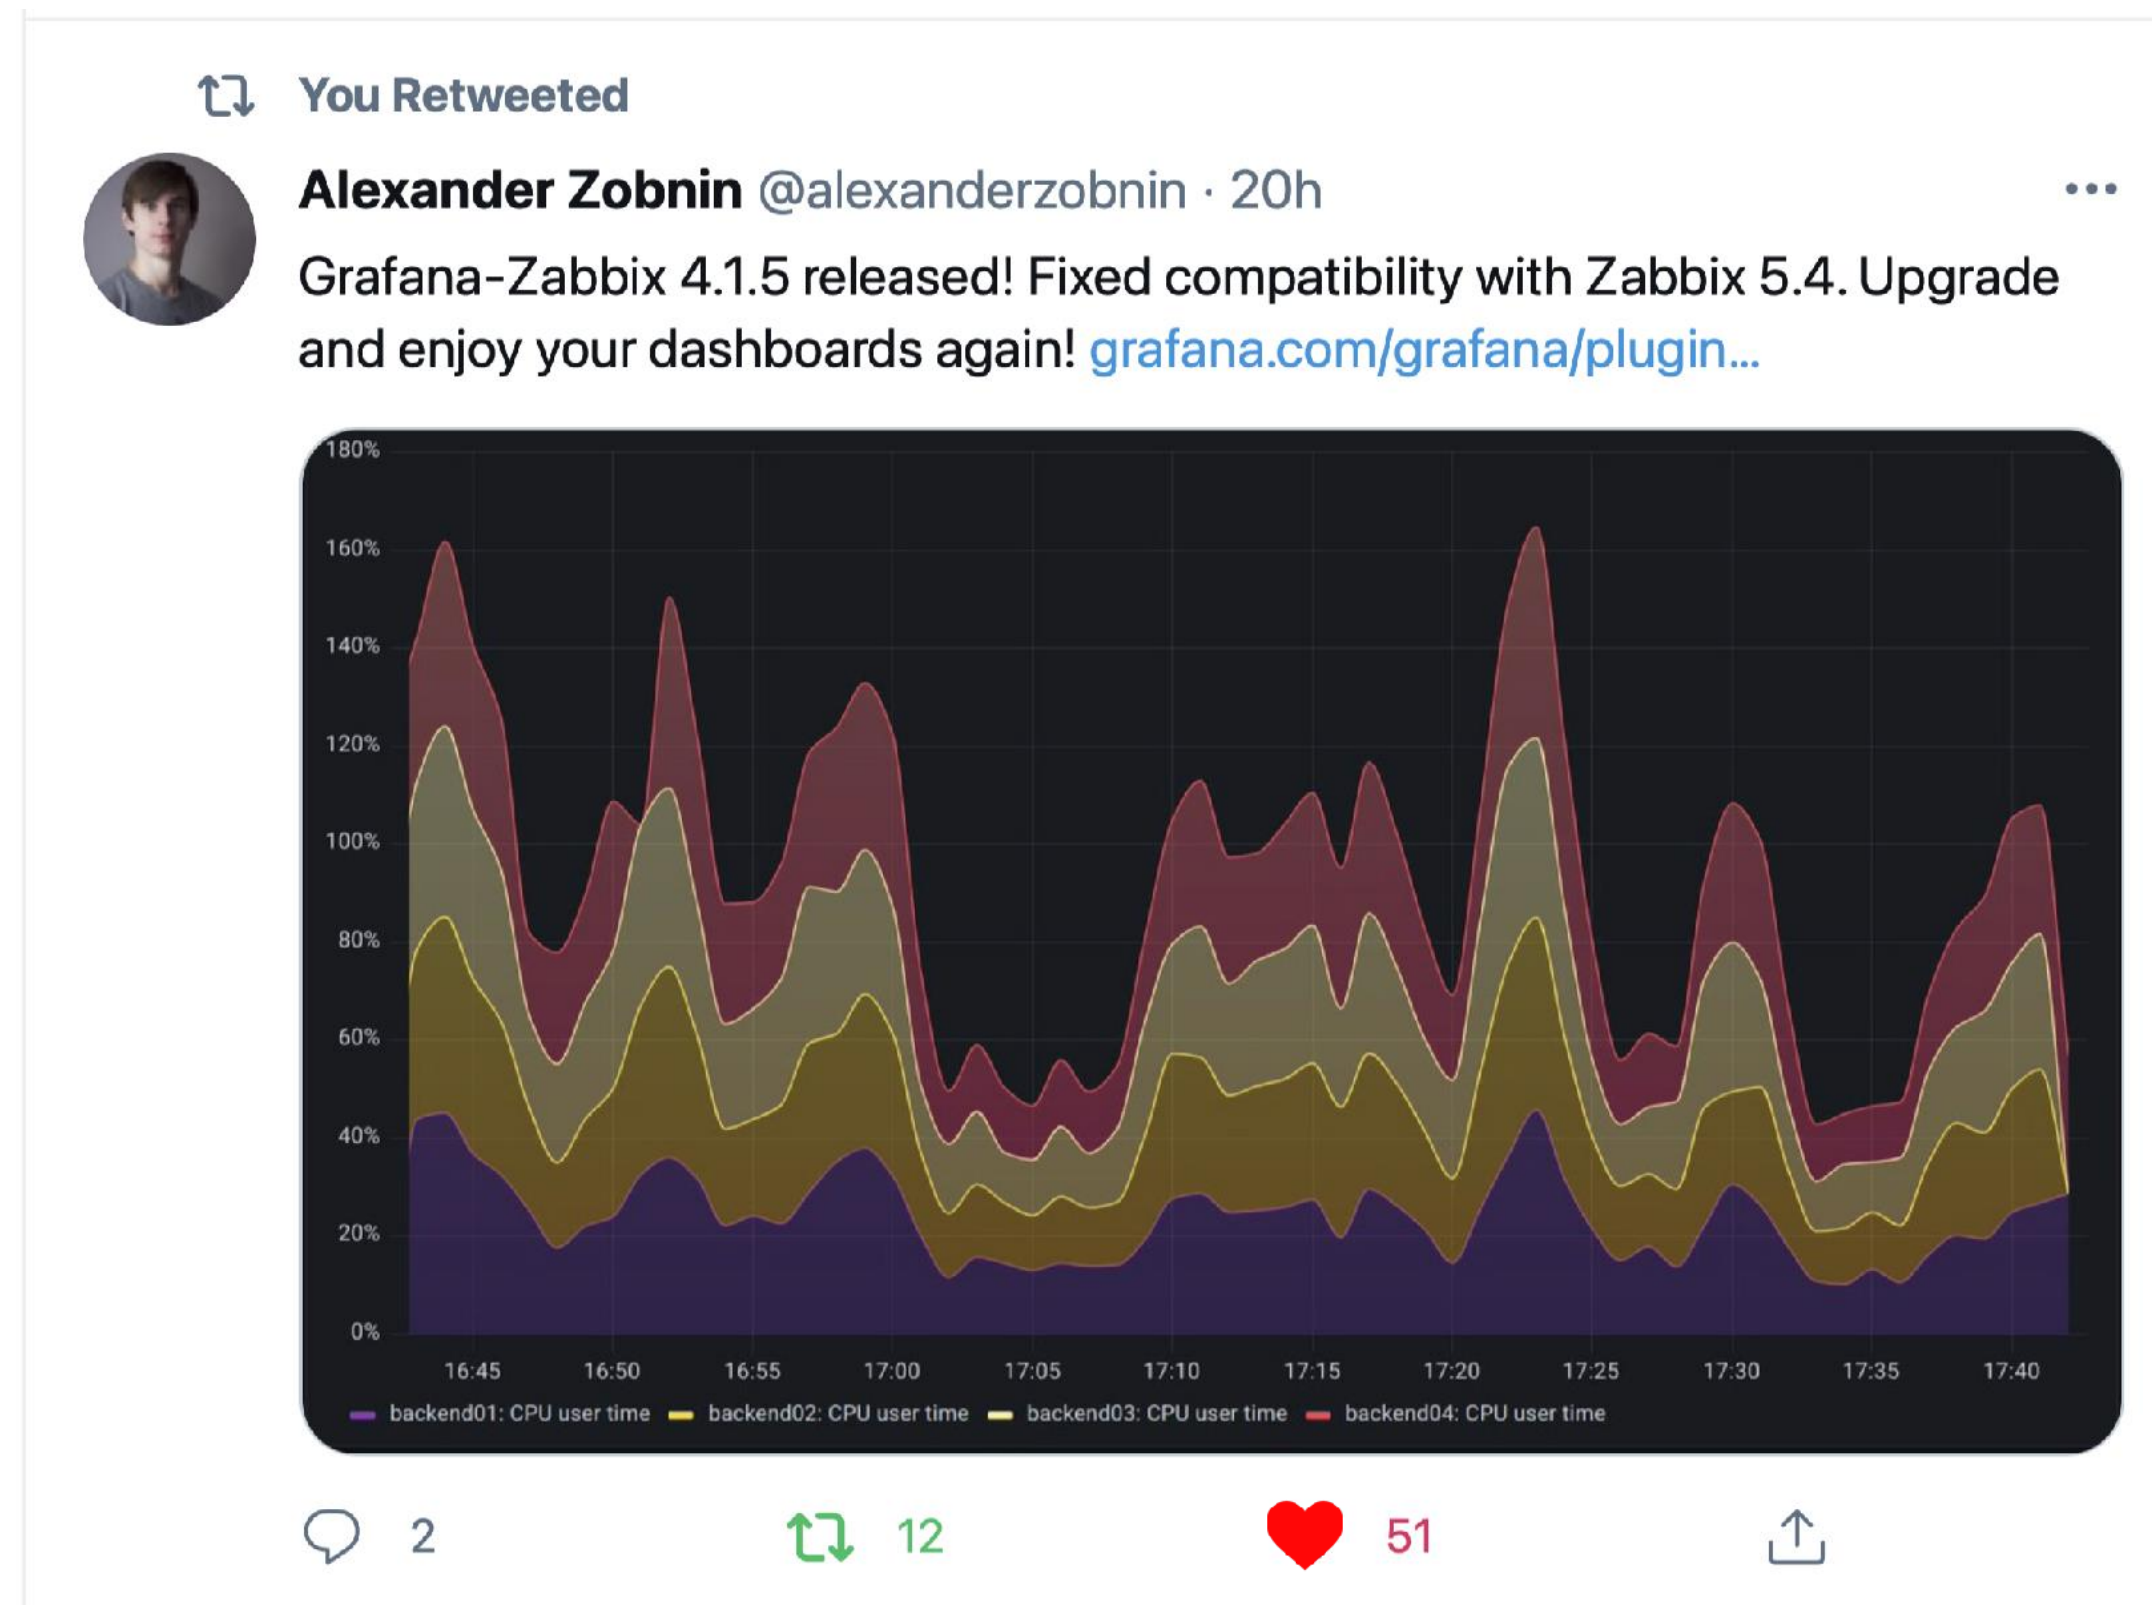 You Retweeted
Alexander Zobnin @alexanderzobnin · 20h
Grafana-Zabbix 4.1.5 released! Fixed compatibility with Zabbix 5.4. Upgrade
and enjoy your dashboards again! grafana.com/grafana/plugin...
180%
160%
140%
120%
100%
80%
60%
40%
20%
0%
16:45 16:50 16:55 17:00 17:05 17:10 17:15 17:20 17:25 17:30 17:35 17:40
backend01: CPU user time backend02: CPU user time backend03: CPU user time backend04: CPU user time
2 12 51